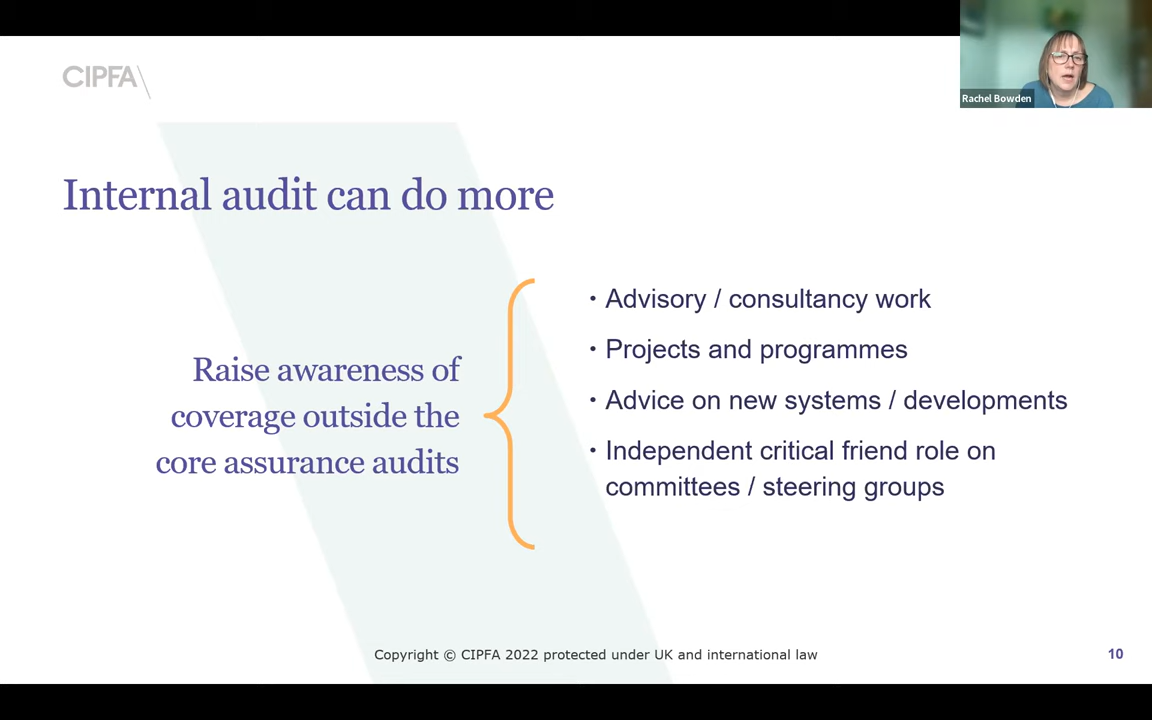 CIPFA
Rachel Bowden
Internal audit can do more
Raise awareness of
coverage outside the
core assurance audits
· Advisory / consultancy work
· Projects and programmes
· Advice on new systems / developments
· Independent critical friend role on
committees / steering groups
Copyright © CIPFA 2022 protected under UK and international law
10